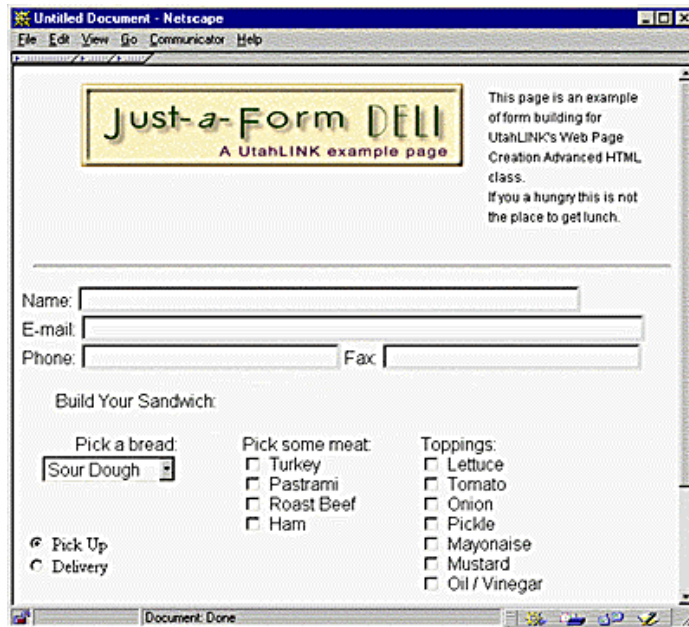 Untitled Document - Netscape
File Edit View Go Communicator Help
Just-a-Form DELI
A UtahLINK example page
This page is an example
of form building for
UtahLINK's Web Page
Creation Advanced HTML
class.
If you a hungry this is not
the place to get lunch.
Name:
E-mail:
Phone: Fax:
Build Your Sandwich:
Pick a bread:
Sour Dough
Pick Up
Delivery
Pick some meat:
Turkey
Pastrami
Roast Beef
Ham
Toppings:
Lettuce
Tomato
Onion
Pickle
Mayonaise
Mustard
Oil / Vinegar
Document: Done